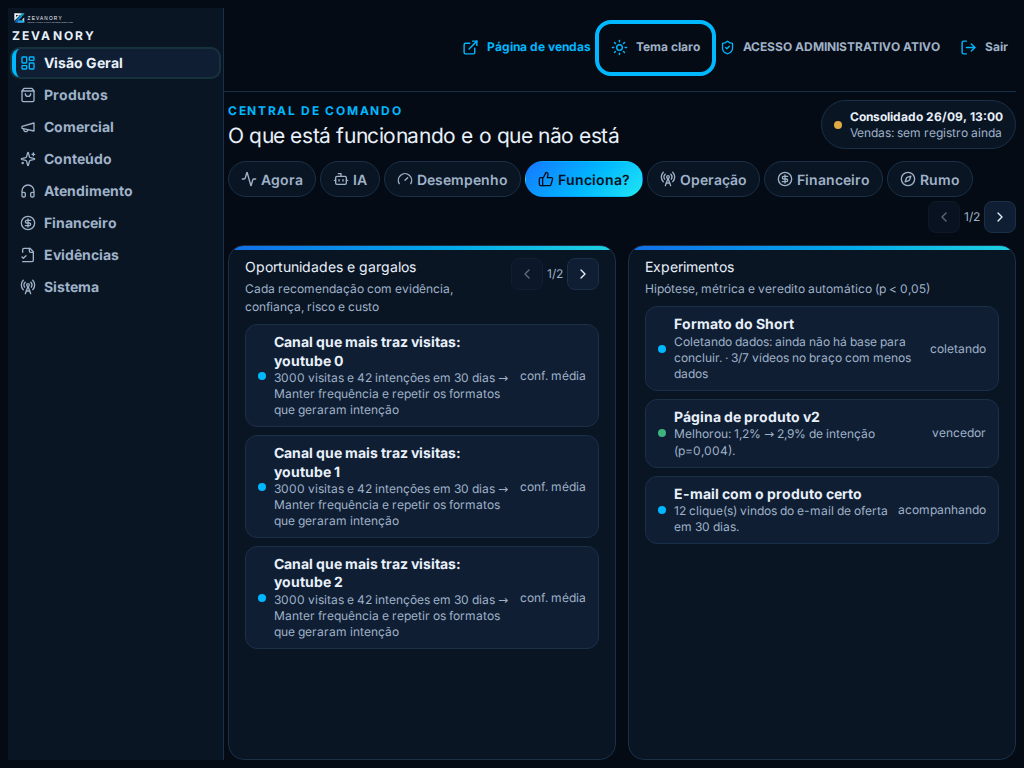 ZEVANORY
ZEVANORY
Visão Geral
Produtos
Comercial
Conteúdo
Atendimento
Financeiro
Evidências
Sistema
Página de vendas
Tema claro
ACESSO ADMINISTRATIVO ATIVO
Sair
CENTRAL DE COMANDO
O que está funcionando e o que não está
Consolidado 26/09, 13:00
Vendas: sem registro ainda
Agora
IA
Desempenho
Funciona?
Operação
Financeiro
Rumo
1/2
Oportunidades e gargalos
1/2
Cada recomendação com evidência,
confiança, risco e custo
Canal que mais traz visitas:
youtube 0
3000 visitas e 42 intenções em 30 dias →
Manter frequência e repetir os formatos
que geraram intenção
conf. média
Canal que mais traz visitas:
youtube 1
3000 visitas e 42 intenções em 30 dias →
Manter frequência e repetir os formatos
que geraram intenção
conf. média
Canal que mais traz visitas:
youtube 2
3000 visitas e 42 intenções em 30 dias →
Manter frequência e repetir os formatos
que geraram intenção
conf. média
Experimentos
Hipótese, métrica e veredito automático (p < 0,05)
Formato do Short
Coletando dados: ainda não há base para
concluir. · 3/7 vídeos no braço com menos
dados
coletando
Página de produto v2
Melhorou: 1,2% → 2,9% de intenção
(p=0,004).
vencedor
E-mail com o produto certo
12 clique(s) vindos do e-mail de oferta
em 30 dias.
acompanhando